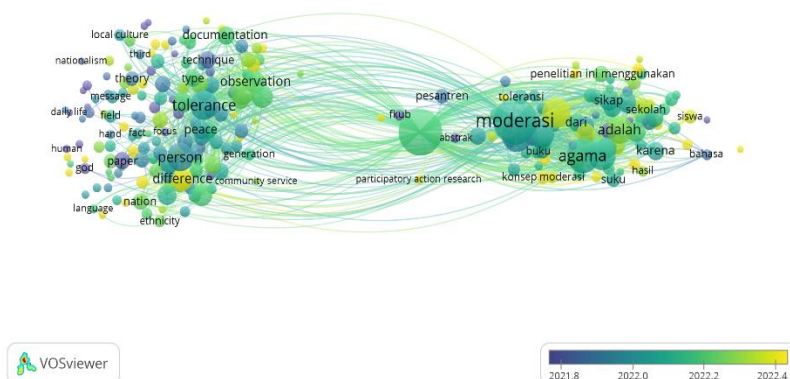 local culture
documentation
third
nationalism
technique
theory
type
observation
message
tolerance
daily life
field
hand
fact
focus
peace
human
paper
person
generation
god
difference
community service
language
nation
ethnicity
pesantren
fkub
abstrak
participatory action research
penelitian ini menggunakan
toleransi
sikap
sekolah
siswa
moderasi
dari
adalah
buku
agama
karena
bahasa
konsep moderasi
suku
hasil
VOSviewer
2021.8
2022.0
2022.2
2022.4